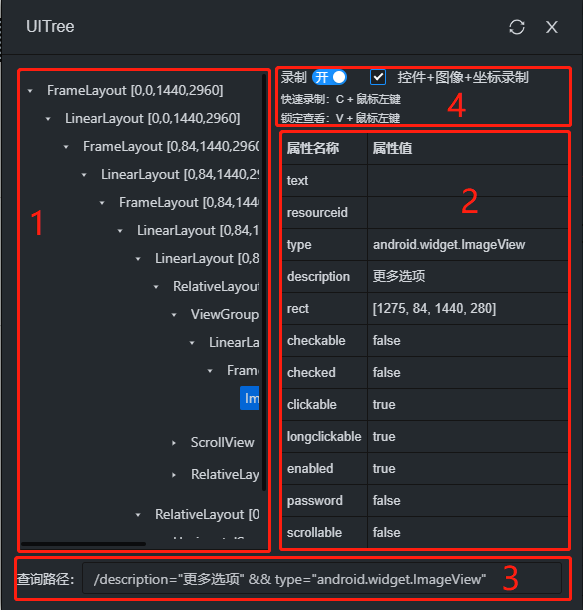 UITree
X
FrameLayout [0,0,1440,2960]
LinearLayout [0,0,1440,2960]
FrameLayout [0,84,1440,2960
LinearLayout [0,84,1440,29
FrameLayout [0,84,144
LinearLayout [0,84,1
LinearLayout [0,8
RelativeLayou
ViewGroup
LinearLa
Fram
Im
ScrollView
RelativeLay
RelativeLayout [0
1
录制 开 控件+图像+坐标录制
快速录制：C + 鼠标左键
锁定查看：V + 鼠标左键
4
属性名称 属性值
text
resourceid
type android.widget.ImageView
description 更多选项
rect [1275, 84, 1440, 280]
checkable false
checked false
clickable true
longclickable true
enabled true
password false
scrollable false
2
查询路径： /description="更多选项" && type="android.widget.ImageView"
3